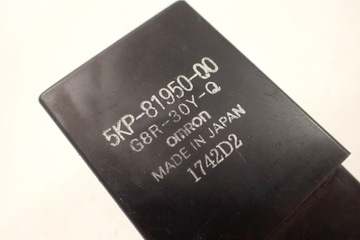 5KP-81950-00
G8R-30Y-Q
omron
MADE IN JAPAN
1742D2